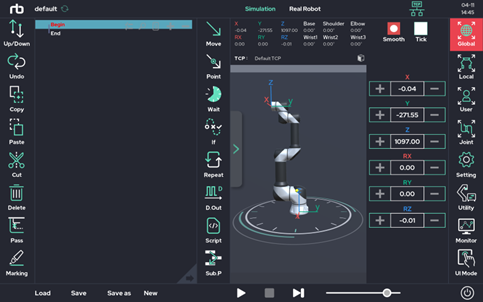 rb
default
Simulation
Real Robot
TCP
04-11
14:45
Up/Down
Undo
Copy
Paste
Cut
Delete
Pass
Marking
Begin
End
Move
Point
Wait
If
Repeat
D.Out
Script
Sub.P
X Y Z Base Shoulder Elbow
-0.04 -271.55 1097.00 0.00° 0.00° 0.00°
RX RY RZ Wrist1 Wrist2 Wrist3
0.00 0.00 -0.01 0.00° 0.00° 0.00°
TCP : Default TCP
Z
X
Y
Z
Y
X
Smooth
Tick
X
-0.04
Y
-271.55
Z
1097.00
RX
0.00
RY
0.00
RZ
-0.01
Global
Local
User
Joint
Setting
Utility
Monitor
UI Mode
Load Save Save as New